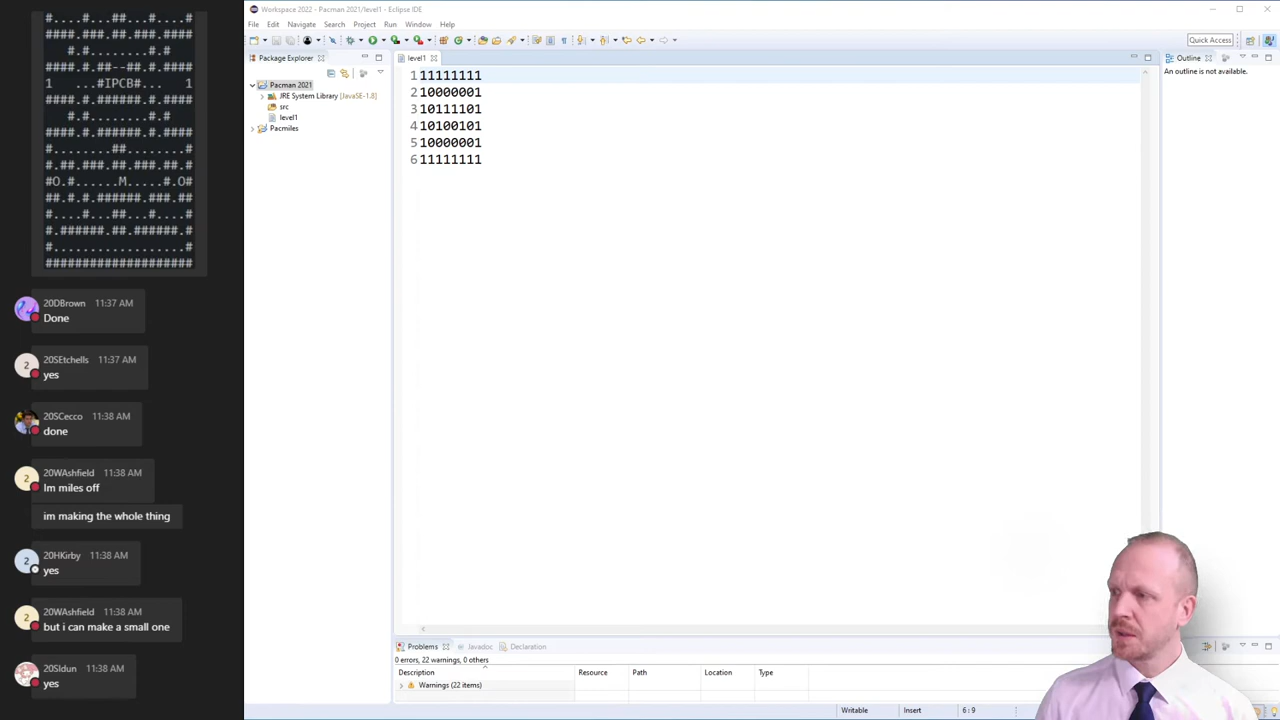 #....#...##...#....#
####.###.##.###.####
#.#........#.#
####.#.##--##.#.####
1 ....#ITPCB#... 1
####.#.######.#.####
#.#........#.#
####.#.######.#.####
#........##........#
#.##.###.##.###.##.#
#O.#......M.....#.O#
##.#.#.######.###.##
#....#...##...#....#
#.######.##.######.#
#..................#
####################
20DBrown 11:37 AM
Done
20SEtchells 11:37 AM
yes
20SCecco 11:38 AM
done
20WAshfield 11:38 AM
Im miles off
im making the whole thing
20HKirby 11:38 AM
yes
20WAshfield 11:38 AM
but i can make a small one
20SIdun 11:38 AM
yes
Workspace 2022 - Pacman 2021/level1 - Eclipse IDE
File Edit Navigate Search Project Run Window Help
Quick Access
Package Explorer
Pacman 2021
JRE System Library [JavaSE-1.8]
src
level1
Pacmiles
level1
1 11111111
2 10000001
3 10111101
4 10100101
5 10000001
6 11111111
Outline
An outline is not available.
Problems Javadoc Declaration
0 errors, 22 warnings, 0 others
Description Resource Path Location Type
Warnings (22 items)
Writable Insert 6:9